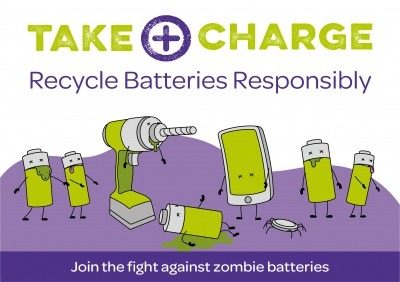 TAKE + CHARGE
Recycle Batteries Responsibly
Join the fight against zombie batteries